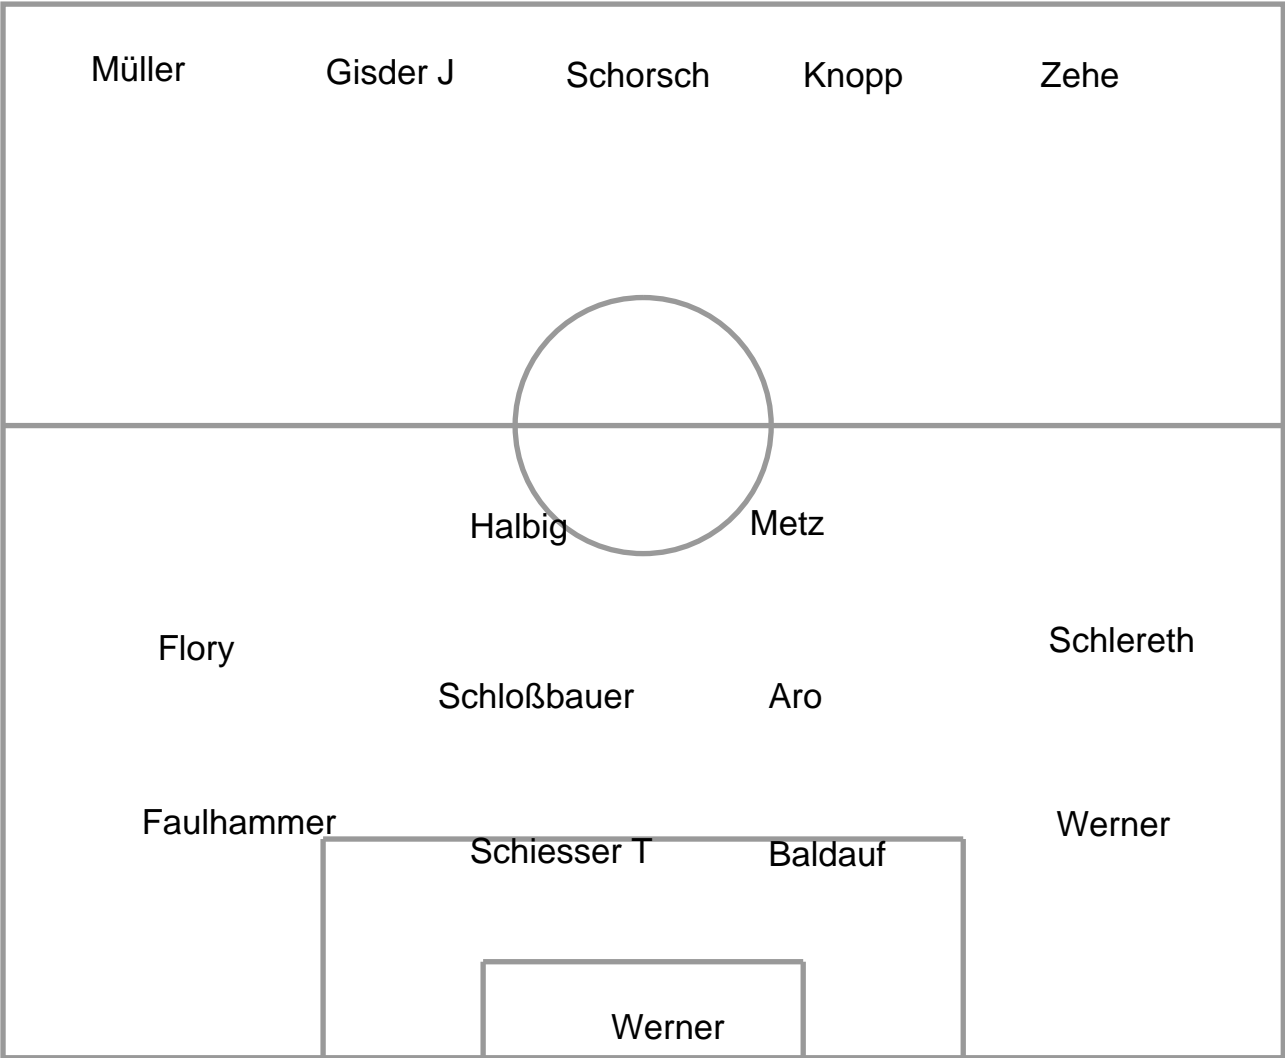 Müller Gisder J Schorsch Knopp Zehe
Halbig Metz
Flory Schlereth
Schloßbauer Aro
Faulhammer Werner
Schiesser T Baldauf
Werner